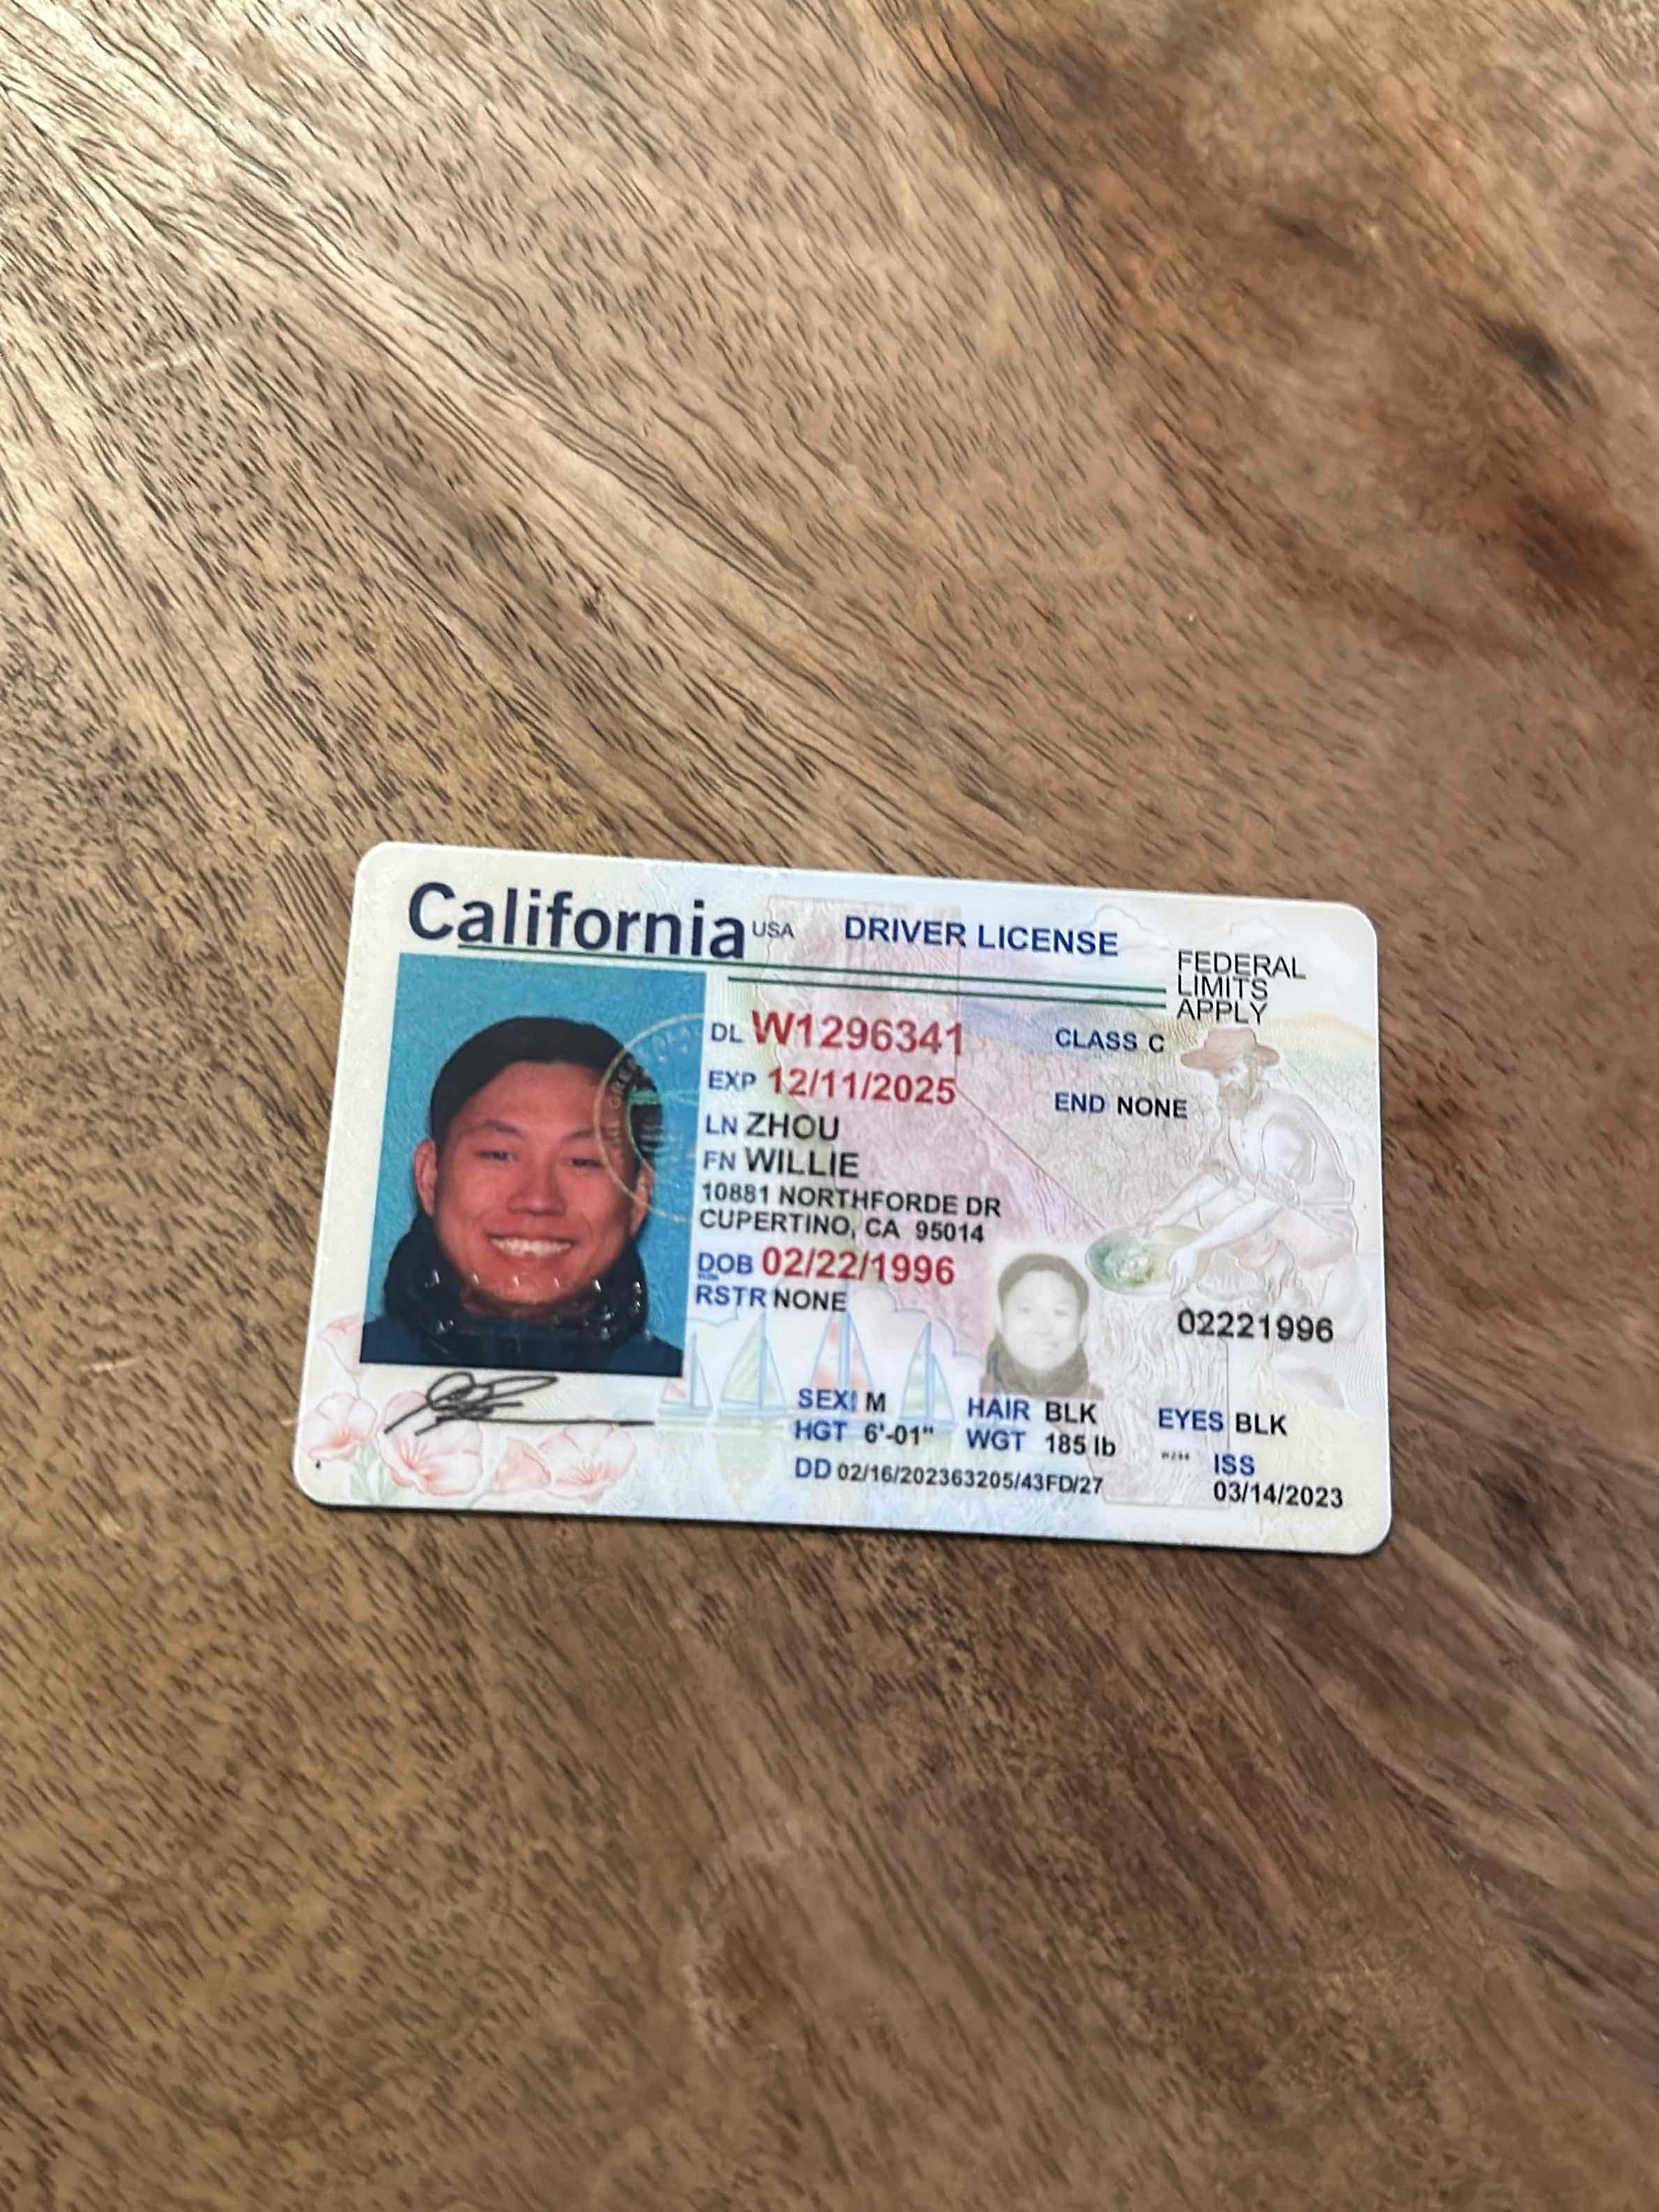 California USA DRIVER LICENSE
FEDERAL
LIMITS
APPLY
DL W1296341
CLASS C
EXP 12/11/2025
END NONE
LN ZHOU
FN WILLIE
10881 NORTHFORDE DR
CUPERTINO, CA 95014
DOB 02/22/1996
RSTR NONE
02221996
SEX M
HAIR BLK
EYES BLK
HGT 6'-01"
WGT 185 lb
ISS
03/14/2023
DD 02/16/202363205/43FD/27